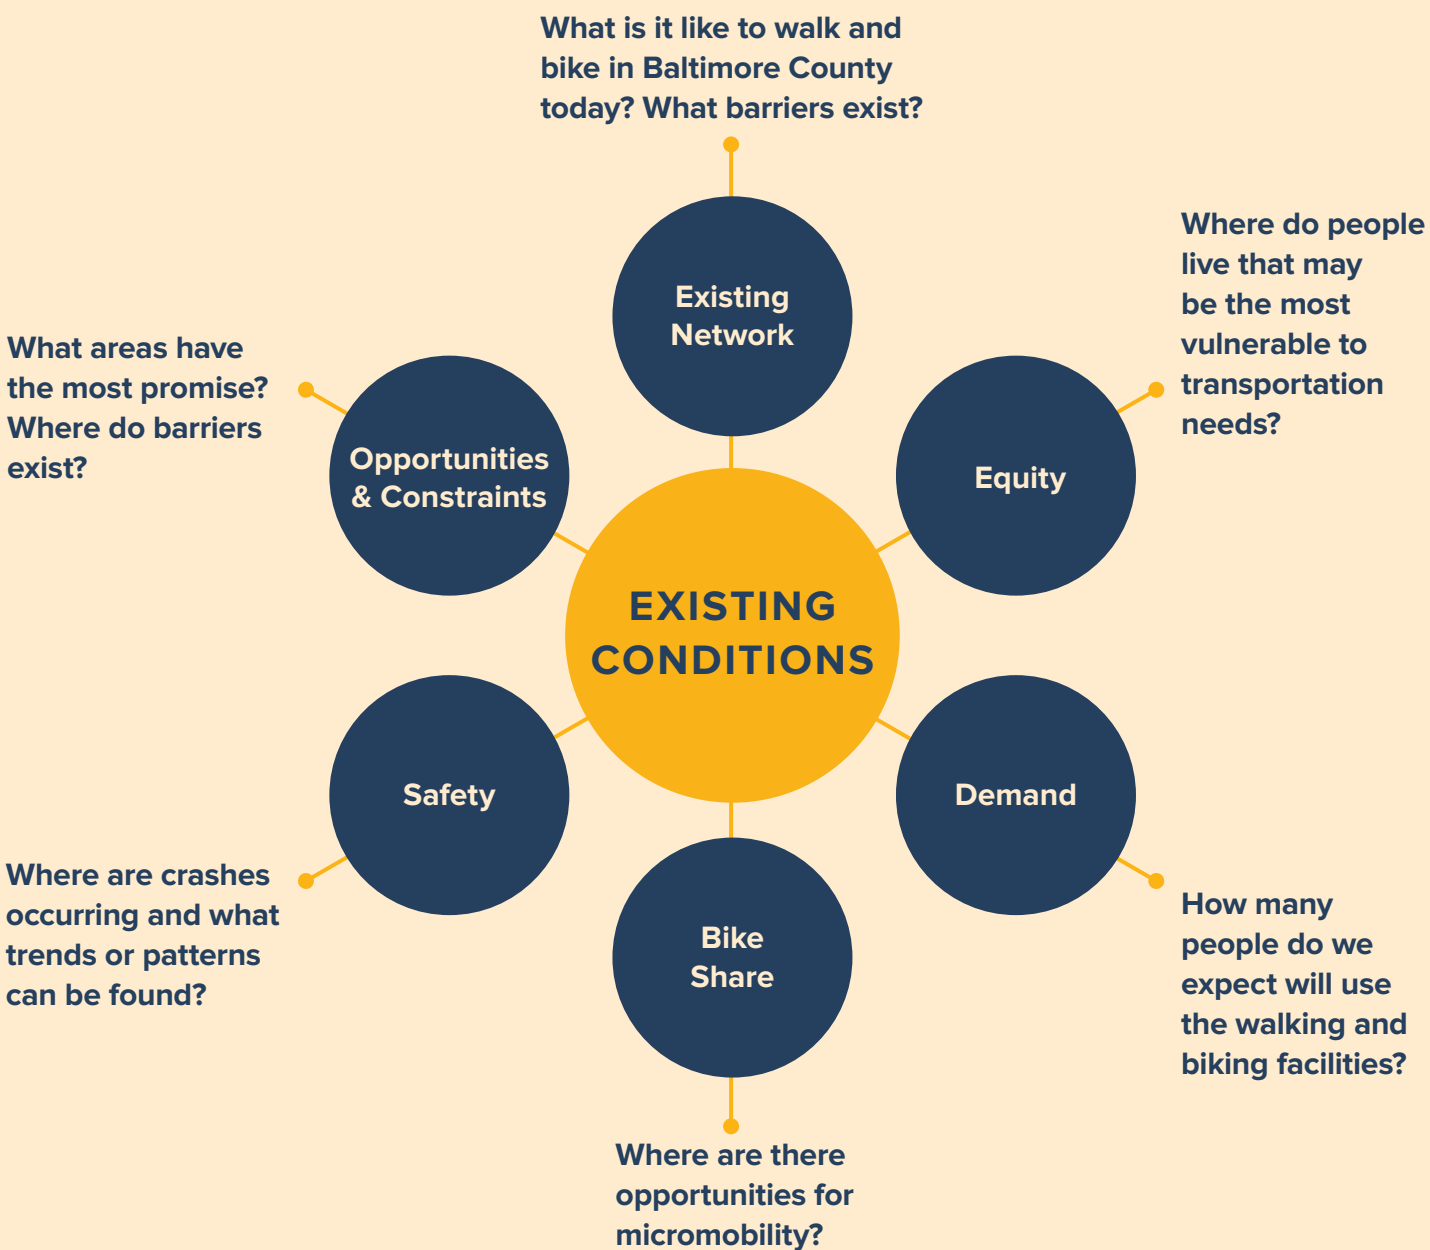 What is it like to walk and
bike in Baltimore County
today? What barriers exist?
Existing
Network
Where do people
live that may
be the most
vulnerable to
transportation
needs?
Equity
What areas have
the most promise?
Where do barriers
exist?
Opportunities
& Constraints
EXISTING
CONDITIONS
Safety
Where are crashes
occurring and what
trends or patterns
can be found?
Demand
How many
people do we
expect will use
the walking and
biking facilities?
Bike
Share
Where are there
opportunities for
micromobility?